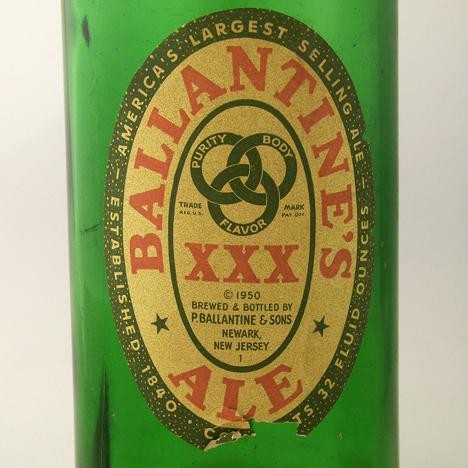 AMERICA'S LARGEST SELLING ALE
BALLANTINE'S
PURITY BODY
FLAVOR
TRADE MARK
REG. U.S. PAT. OFF.
XXX
© 1950
BREWED & BOTTLED BY
P. BALLANTINE & SONS
NEWARK,
NEW JERSEY
1
ALE
ESTABLISHED 1840
32 FLUID OUNCES